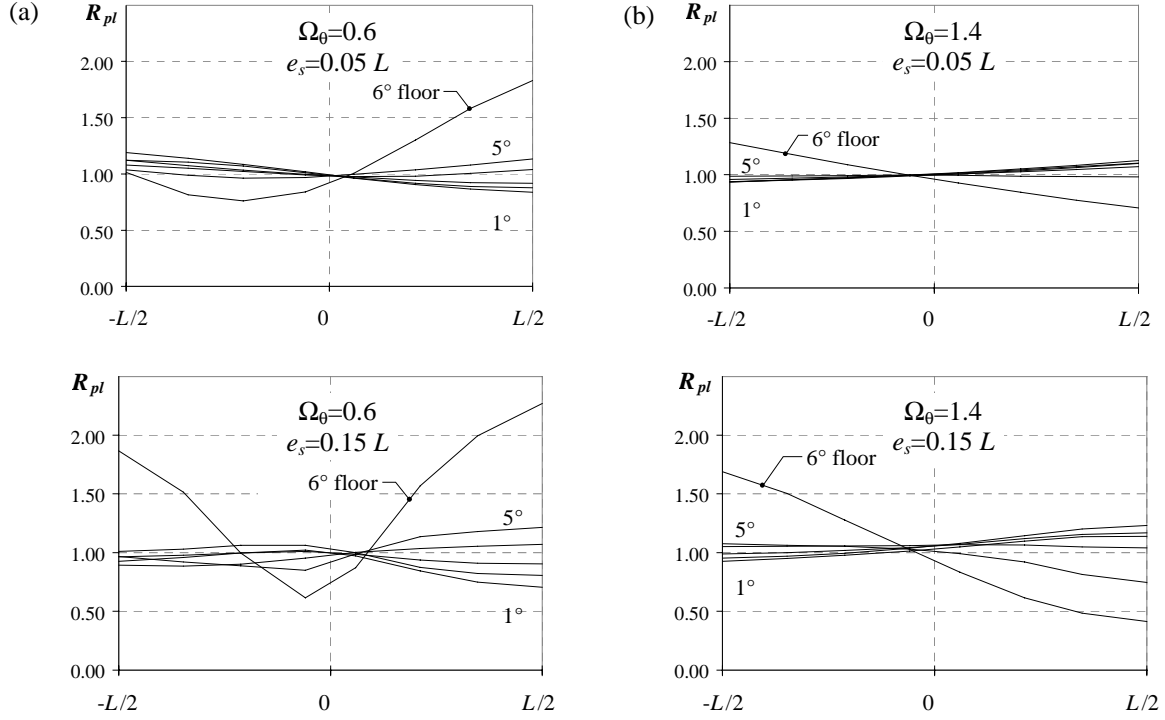 (a)
R_pl
Ω_θ=0.6
e_s=0.05 L
2.00
6° floor
1.50
5°
1.00
1°
0.50
0.00
-L/2
0
L/2
(b)
R_pl
Ω_θ=1.4
e_s=0.05 L
2.00
1.50
6° floor
5°
1.00
1°
0.50
0.00
-L/2
0
L/2
R_pl
Ω_θ=0.6
e_s=0.15 L
2.00
6° floor
1.50
5°
1.00
1°
0.50
0.00
-L/2
0
L/2
R_pl
Ω_θ=1.4
e_s=0.15 L
2.00
6° floor
1.50
5°
1.00
1°
0.50
0.00
-L/2
0
L/2